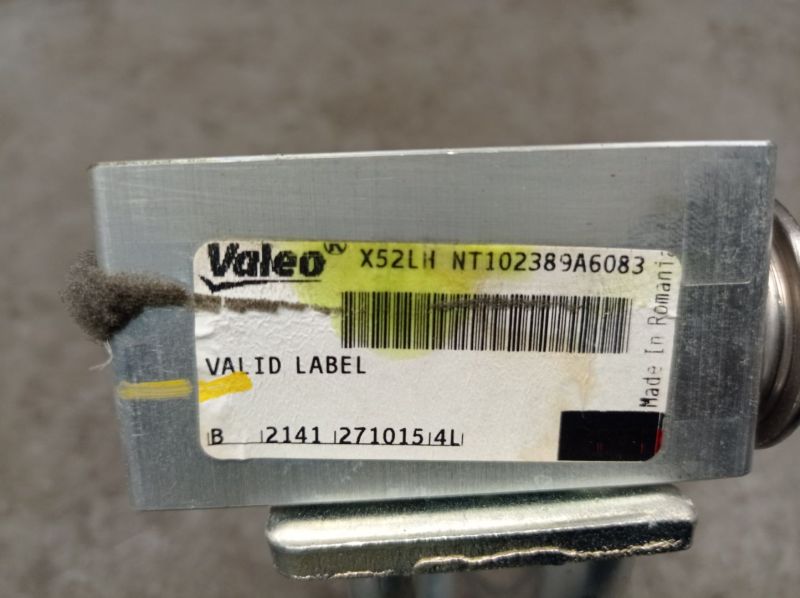 Valeo® X52LH NT102389A6083
VALID LABEL
B 2141 271015 4L
Made In Romania